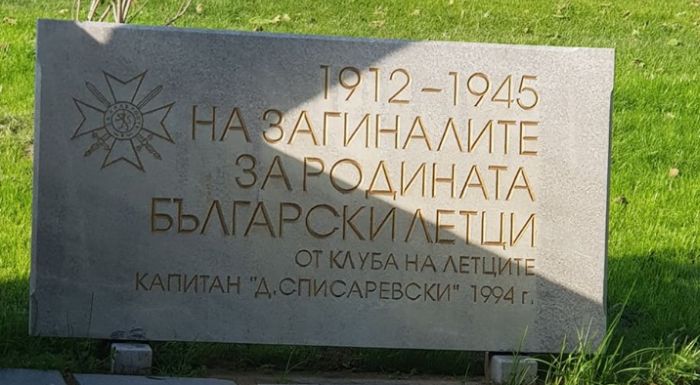 1912 – 1945
НА ЗАГИНАЛИТЕ
ЗА РОДИНАТА
БЪЛГАРСКИ ЛЕТЦИ
ОТ КЛУБА НА ЛЕТЦИТЕ
КАПИТАН "Д.СПИСАРЕВСКИ" 1994 г.